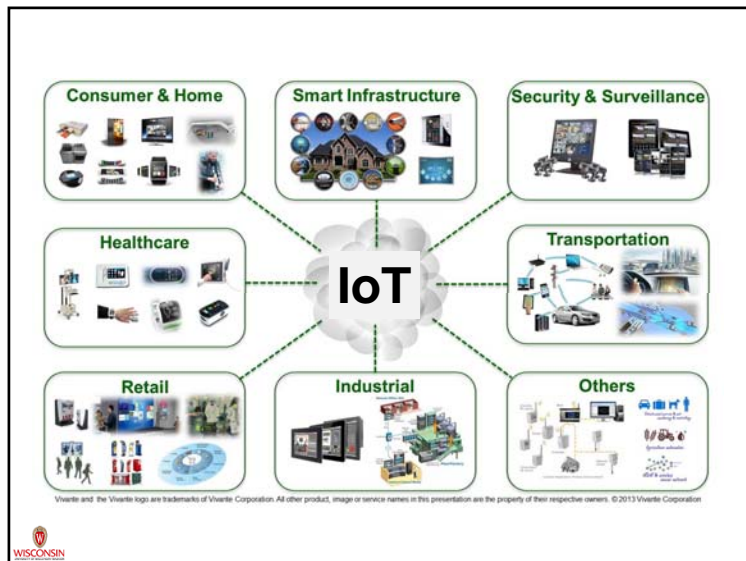 Consumer & Home
Smart Infrastructure
Security & Surveillance
Healthcare
IoT
Transportation
Retail
Industrial
Others
Vivante and the Vivante logo are trademarks of Vivante Corporation. All other product, image or service names in this presentation are the property of their respective owners. © 2013 Vivante Corporation
WISCONSIN